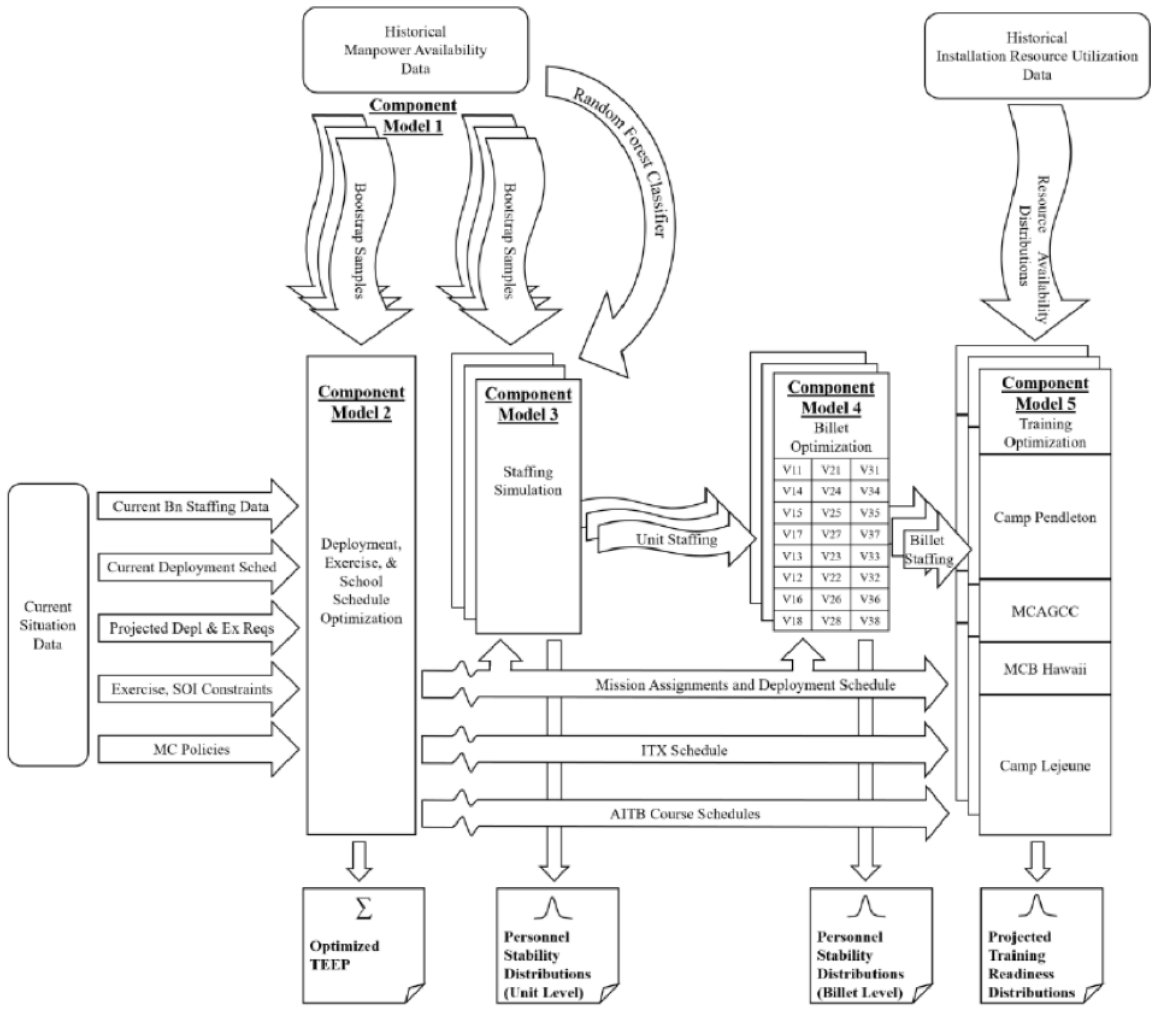 Historical
Manpower Availability
Data
Historical
Installation Resource Utilization
Data
Component
Model 1
Bootstrap Samples
Bootstrap Samples
Random Forest Classifier
Resource Availability
Distributions
Component
Model 2
Deployment,
Exercise, &
School
Schedule
Optimization
Component
Model 3
Staffing
Simulation
Component
Model 4
Billet
Optimization
V11 V21 V31
V14 V24 V34
V15 V25 V35
V17 V27 V37
V13 V23 V33
V12 V22 V32
V16 V26 V36
V18 V28 V38
Component
Model 5
Training
Optimization
Camp Pendleton
MCAGCC
MCB Hawaii
Camp Lejeune
Current
Situation
Data
Current Bn Staffing Data
Current Deployment Sched
Projected Depl & Ex Reqs
Exercise, SOI Constraints
MC Policies
Unit Staffing
Billet
Staffing
Mission Assignments and Deployment Schedule
ITX Schedule
AITB Course Schedules
Σ
Optimized
TEEP
Personnel
Stability
Distributions
(Unit Level)
Personnel
Stability
Distributions
(Billet Level)
Projected
Training
Readiness
Distributions